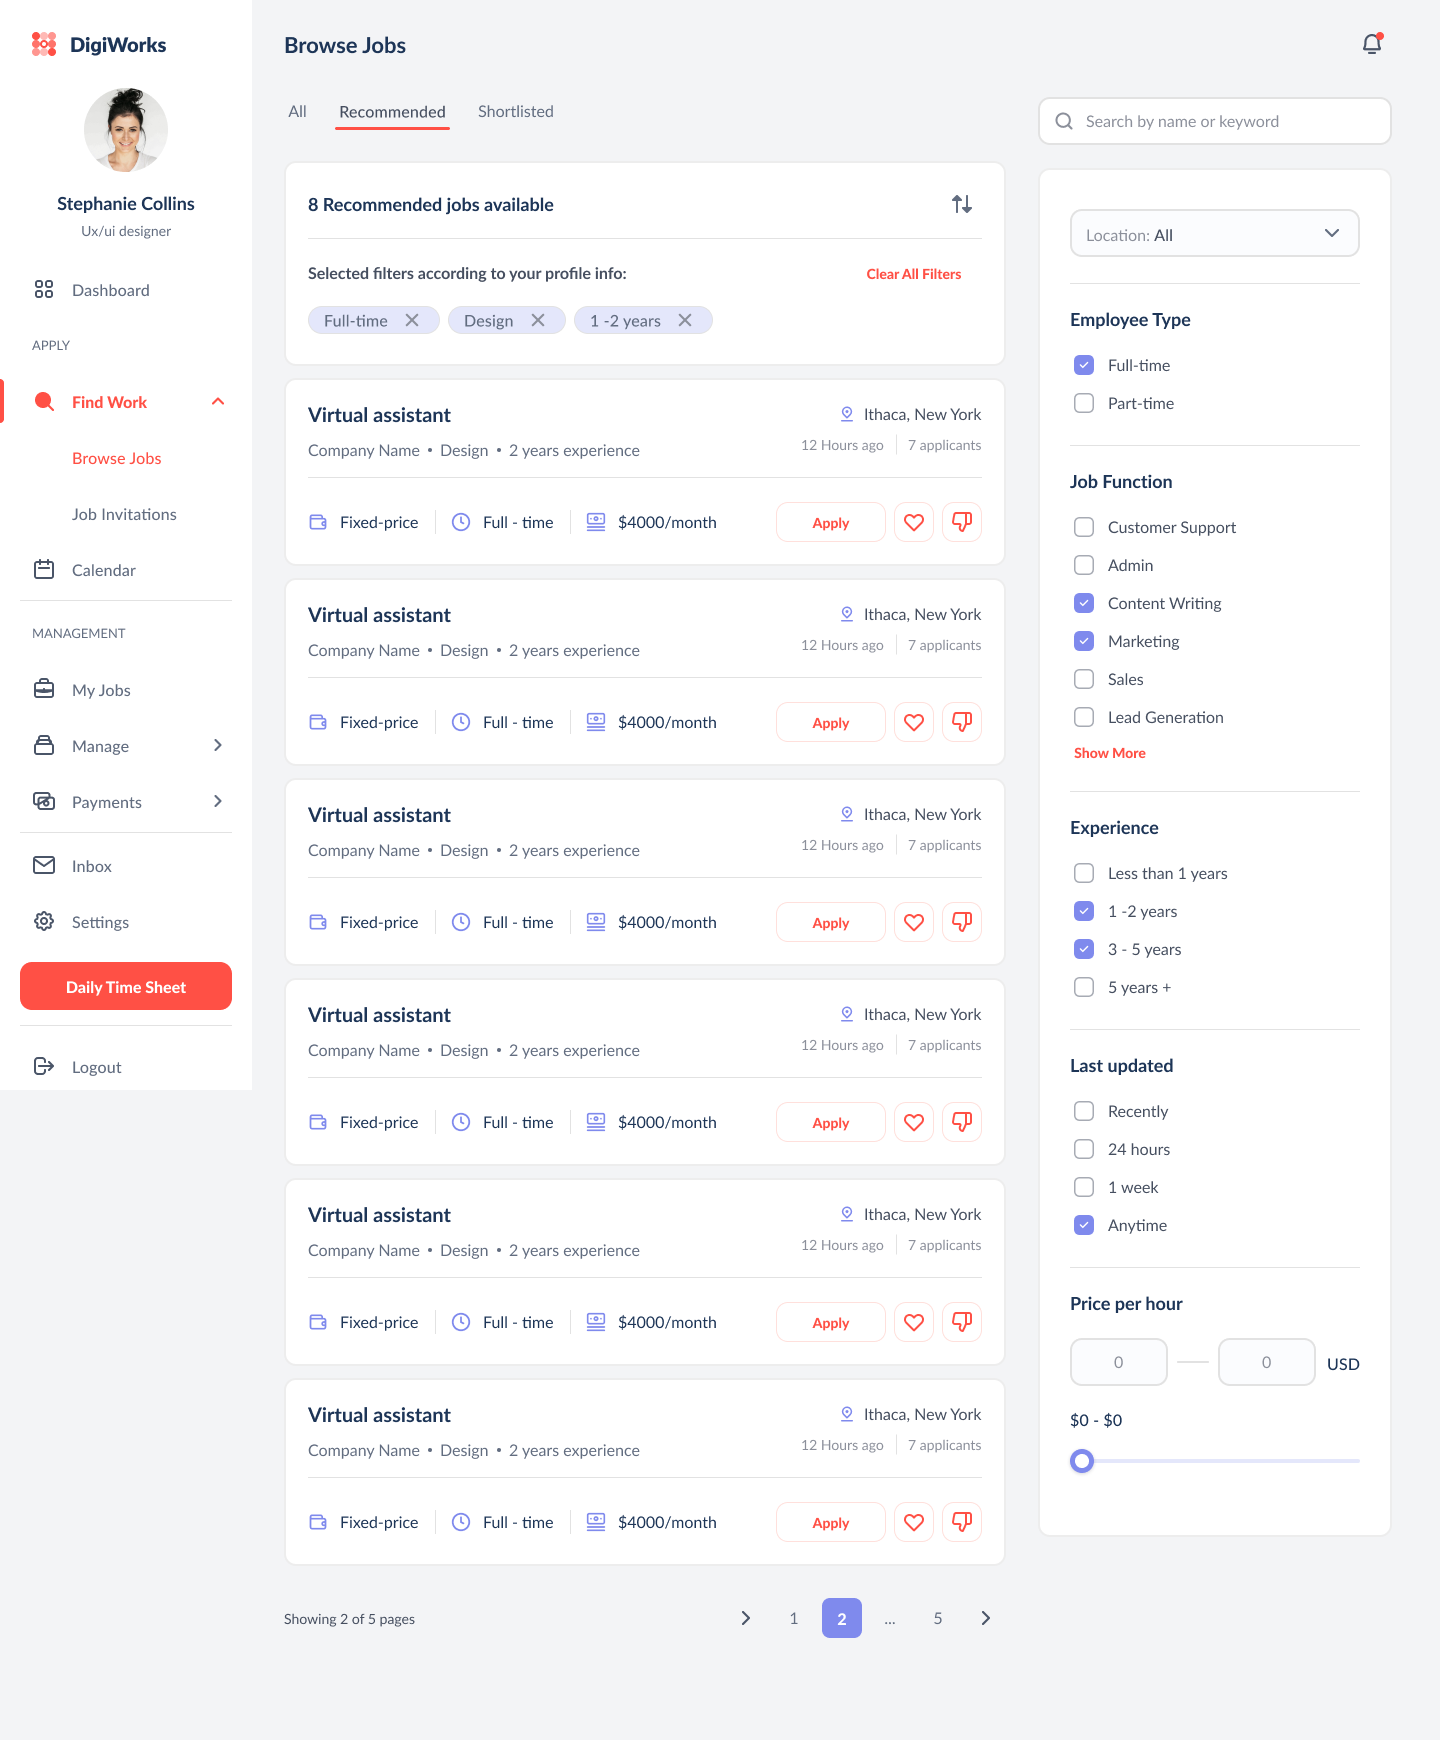 DigiWorks
Stephanie Collins
Ux/ui designer
Dashboard
APPLY
Find Work
Browse Jobs
Job Invitations
Calendar
MANAGEMENT
My Jobs
Manage
Payments
Inbox
Settings
Daily Time Sheet
Logout
Browse Jobs
All Recommended Shortlisted
8 Recommended jobs available
Selected filters according to your profile info: Clear All Filters
Full-time Design 1 -2 years
Virtual assistant Ithaca, New York
Company Name • Design • 2 years experience 12 Hours ago 7 applicants
Fixed-price Full - time $4000/month Apply
Virtual assistant Ithaca, New York
Company Name • Design • 2 years experience 12 Hours ago 7 applicants
Fixed-price Full - time $4000/month Apply
Virtual assistant Ithaca, New York
Company Name • Design • 2 years experience 12 Hours ago 7 applicants
Fixed-price Full - time $4000/month Apply
Virtual assistant Ithaca, New York
Company Name • Design • 2 years experience 12 Hours ago 7 applicants
Fixed-price Full - time $4000/month Apply
Virtual assistant Ithaca, New York
Company Name • Design • 2 years experience 12 Hours ago 7 applicants
Fixed-price Full - time $4000/month Apply
Virtual assistant Ithaca, New York
Company Name • Design • 2 years experience 12 Hours ago 7 applicants
Fixed-price Full - time $4000/month Apply
Showing 2 of 5 pages 1 2 ... 5
Search by name or keyword
Location: All
Employee Type
Full-time
Part-time
Job Function
Customer Support
Admin
Content Writing
Marketing
Sales
Lead Generation
Show More
Experience
Less than 1 years
1 -2 years
3 - 5 years
5 years +
Last updated
Recently
24 hours
1 week
Anytime
Price per hour
0 0 USD
$0 - $0